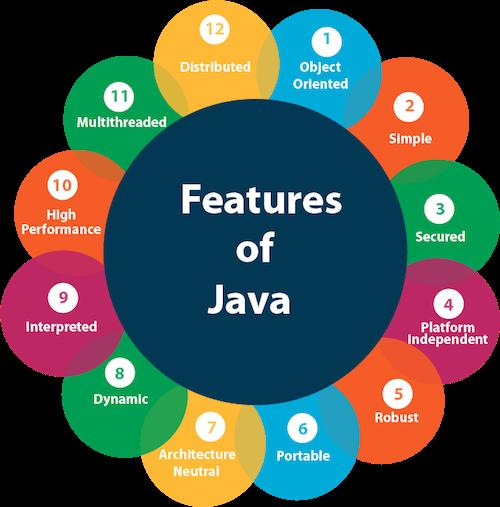 Features
of
Java
1
Object
Oriented
2
Simple
3
Secured
4
Platform
Independent
5
Robust
6
Portable
7
Architecture
Neutral
8
Dynamic
9
Interpreted
10
High
Performance
11
Multithreaded
12
Distributed